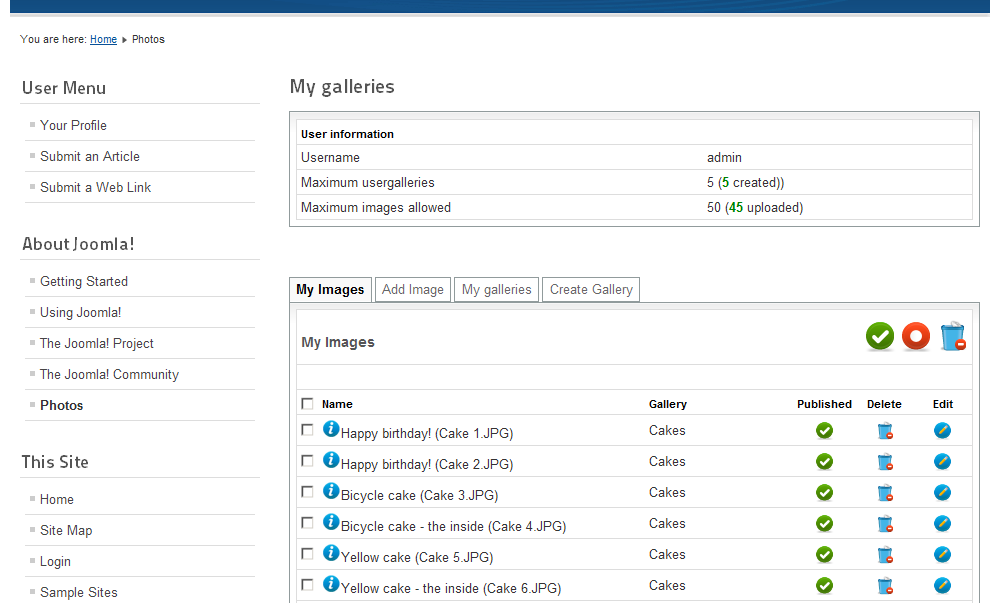 You are here: Home Photos
User Menu
Your Profile
Submit an Article
Submit a Web Link
About Joomla!
Getting Started
Using Joomla!
The Joomla! Project
The Joomla! Community
Photos
This Site
Home
Site Map
Login
Sample Sites
My galleries
User information
Username admin
Maximum usergalleries 5 (5 created))
Maximum images allowed 50 (45 uploaded)
My Images Add Image My galleries Create Gallery
My Images
Name Gallery Published Delete Edit
Happy birthday! (Cake 1.JPG) Cakes
Happy birthday! (Cake 2.JPG) Cakes
Bicycle cake (Cake 3.JPG) Cakes
Bicycle cake - the inside (Cake 4.JPG) Cakes
Yellow cake (Cake 5.JPG) Cakes
Yellow cake - the inside (Cake 6.JPG) Cakes